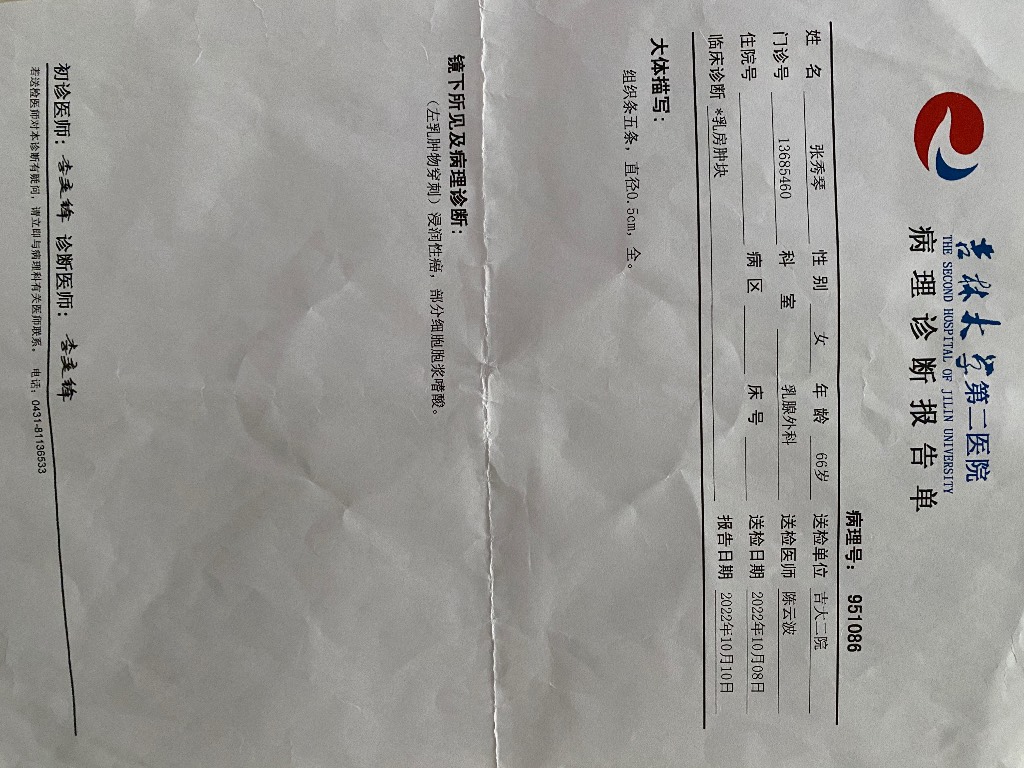 吉林大学第二医院
THE SECOND HOSPITAL OF JILIN UNIVERSITY
病理诊断报告单
病理号： 951086
姓 名 张秀琴 性 别 女 年 龄 66岁 送检单位 吉大二院
门诊号 13685460 科 室 乳腺外科 送检医师 陈云波
住院号 病 区 床 号 送检日期 2022年10月08日
临床诊断 *乳房肿块 报告日期 2022年10月10日
大体描写：
组织条五条，直径0.5cm，全。
镜下所见及病理诊断：
（左乳肿物穿刺）浸润性癌，部分细胞胞浆嗜酸。
初诊医师： 诊断医师：
若送检医师对本诊断有疑问，请立即与病理科有关医师联系。 电话：0431-81136533